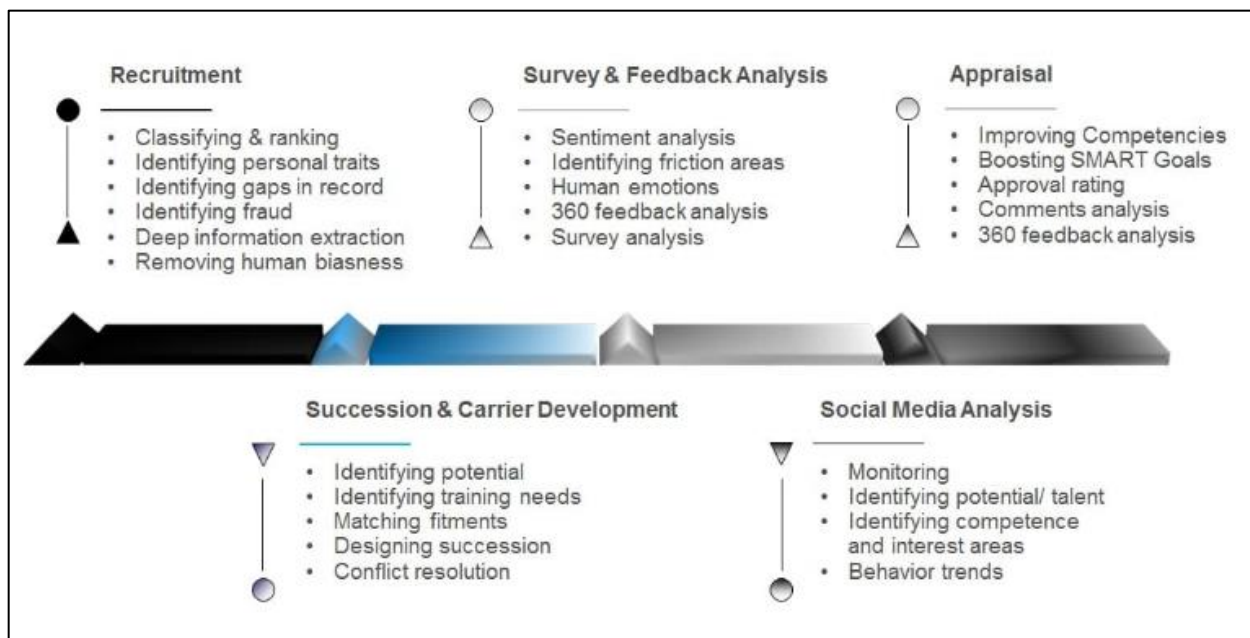 Recruitment
• Classifying & ranking
• Identifying personal traits
• Identifying gaps in record
• Identifying fraud
• Deep information extraction
• Removing human biasness
Survey & Feedback Analysis
• Sentiment analysis
• Identifying friction areas
• Human emotions
• 360 feedback analysis
• Survey analysis
Appraisal
• Improving Competencies
• Boosting SMART Goals
• Approval rating
• Comments analysis
• 360 feedback analysis
Succession & Carrier Development
• Identifying potential
• Identifying training needs
• Matching fitments
• Designing succession
• Conflict resolution
Social Media Analysis
• Monitoring
• Identifying potential/ talent
• Identifying competence
and interest areas
• Behavior trends